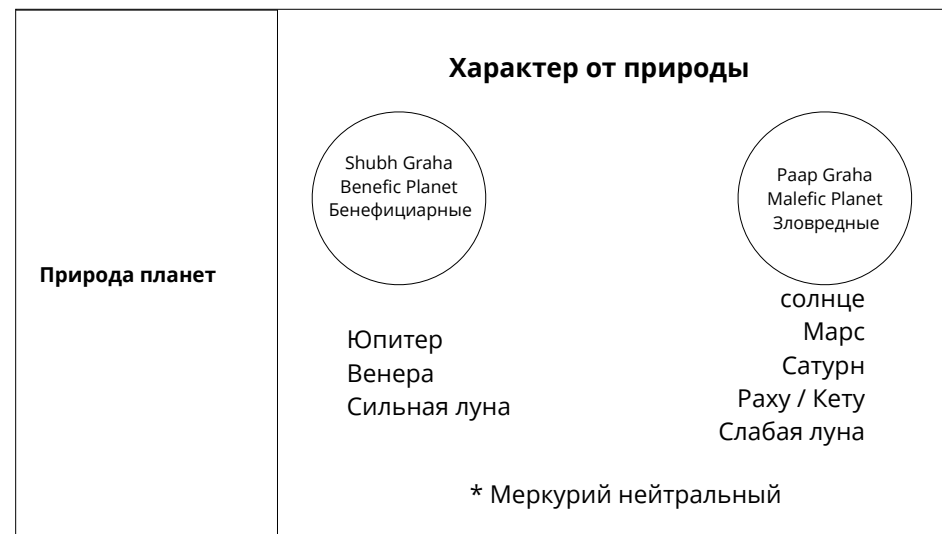 Природа планет
Характер от природы
Shubh Graha
Benefic Planet
Бенефициарные
Юпитер
Венера
Сильная луна
Paap Graha
Malefic Planet
Зловредные
солнце
Марс
Сатурн
Раху / Кету
Слабая луна
* Меркурий нейтральный